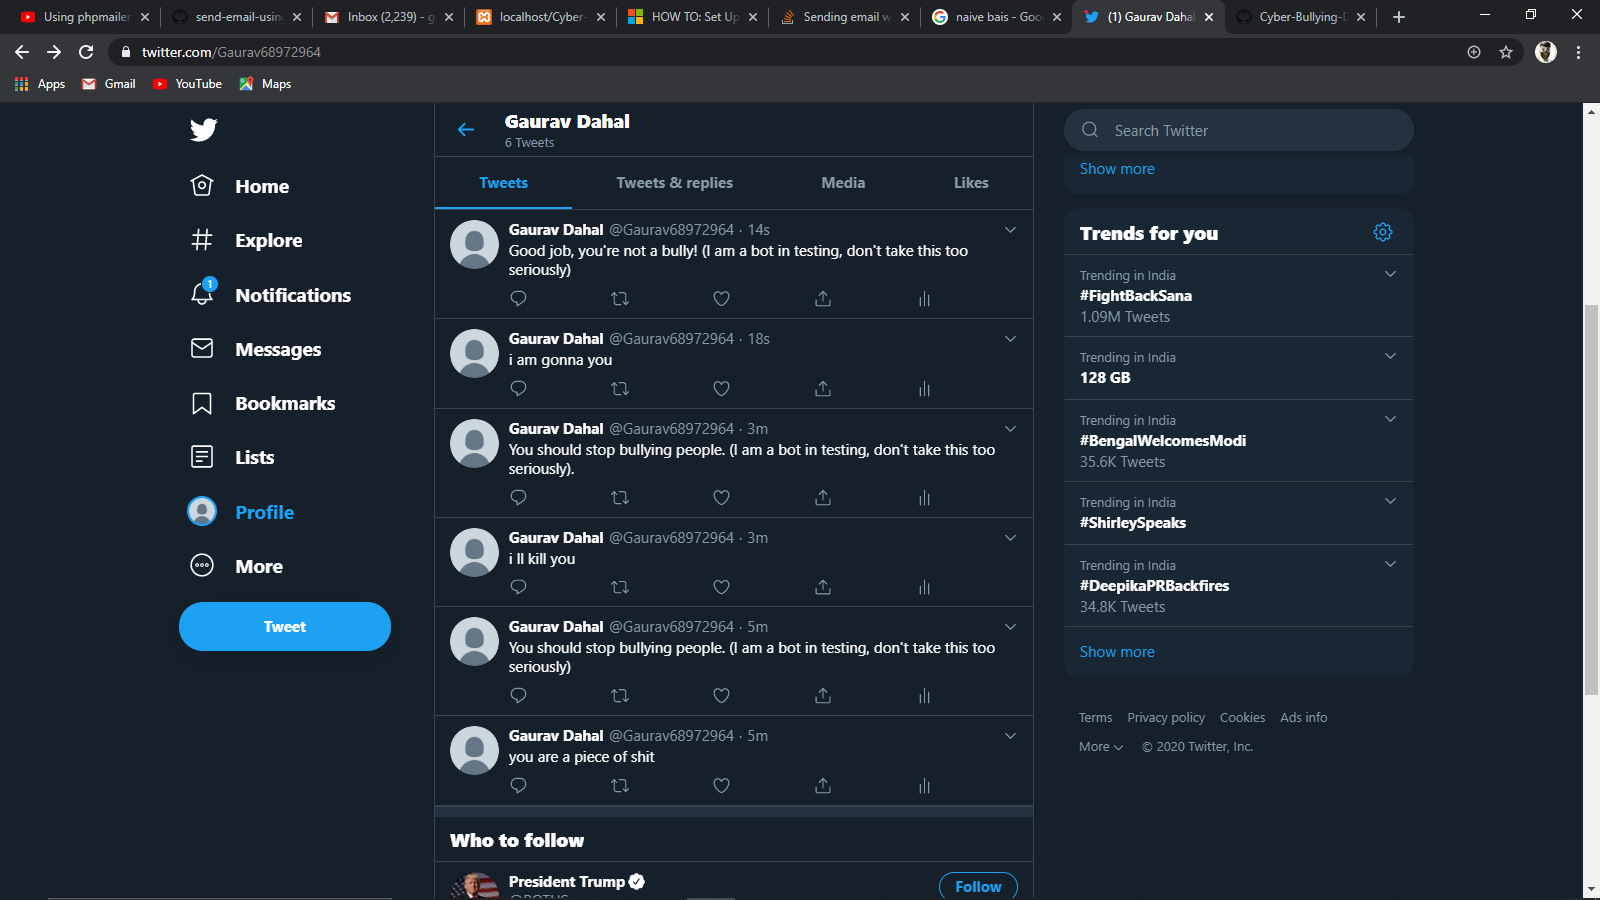 Using phpmailer
send-email-usin
Inbox (2,239) - g
localhost/Cyber-
HOW TO: Set Up
Sending email w
naive bais - Goo
(1) Gaurav Dahal
Cyber-Bullying-D
twitter.com/Gaurav68972964
Apps Gmail YouTube Maps
Home
Explore
1
Notifications
Messages
Bookmarks
Lists
Profile
More
Tweet
Gaurav Dahal
6 Tweets
Tweets Tweets & replies Media Likes
Gaurav Dahal @Gaurav68972964 · 14s
Good job, you're not a bully! (I am a bot in testing, don't take this too
seriously)
Gaurav Dahal @Gaurav68972964 · 18s
i am gonna you
Gaurav Dahal @Gaurav68972964 · 3m
You should stop bullying people. (I am a bot in testing, don't take this too
seriously).
Gaurav Dahal @Gaurav68972964 · 3m
i ll kill you
Gaurav Dahal @Gaurav68972964 · 5m
You should stop bullying people. (I am a bot in testing, don't take this too
seriously)
Gaurav Dahal @Gaurav68972964 · 5m
you are a piece of shit
Who to follow
President Trump
Follow
Search Twitter
Show more
Trends for you
Trending in India
#FightBackSana
1.09M Tweets
Trending in India
128 GB
Trending in India
#BengalWelcomesModi
35.6K Tweets
Trending in India
#ShirleySpeaks
Trending in India
#DeepikaPRBackfires
34.8K Tweets
Show more
Terms Privacy policy Cookies Ads info
More © 2020 Twitter, Inc.